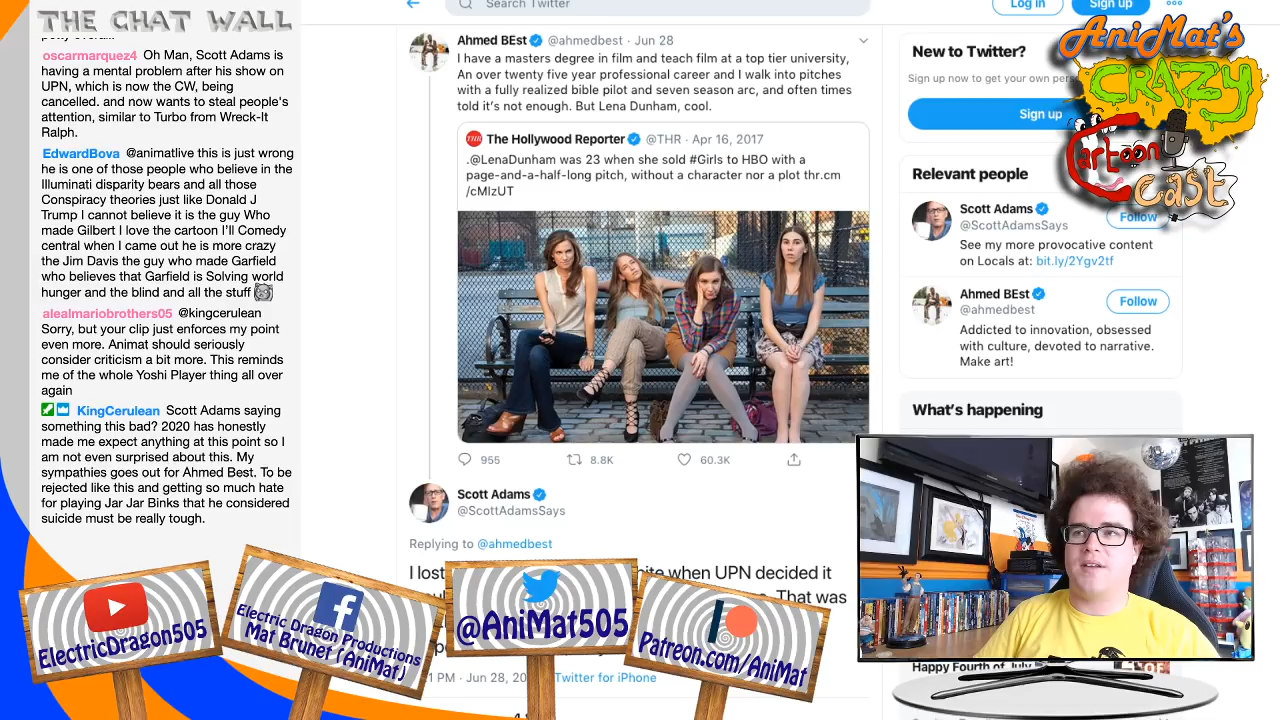 THE CHAT WALL
oscarmarquez4 Oh Man, Scott Adams is
having a mental problem after his show on
UPN, which is now the CW, being
cancelled. and now wants to steal people's
attention, similar to Turbo from Wreck-It
Ralph.
EdwardBova @animatlive this is just wrong
he is one of those people who believe in the
Illuminati disparity bears and all those
Conspiracy theories just like Donald J
Trump I cannot believe it is the guy Who
made Gilbert I love the cartoon I'll Comedy
central when I came out he is more crazy
the Jim Davis the guy who made Garfield
who believes that Garfield is Solving world
hunger and the blind and all the stuff
alealmariobrothers05 @kingcerulean
Sorry, but your clip just enforces my point
even more. Animat should seriously
consider criticism a bit more. This reminds
me of the whole Yoshi Player thing all over
again
KingCerulean Scott Adams saying
something this bad? 2020 has honestly
made me expect anything at this point so I
am not even surprised about this. My
sympathies goes out for Ahmed Best. To be
rejected like this and getting so much hate
for playing Jar Jar Binks that he considered
suicide must be really tough.
Search Twitter
Log in
Sign up
Ahmed BEst @ahmedbest · Jun 28
I have a masters degree in film and teach film at a top tier university,
An over twenty five year professional career and I walk into pitches
with a fully realized bible pilot and seven season arc, and often times
told it's not enough. But Lena Dunham, cool.
The Hollywood Reporter @THR · Apr 16, 2017
.@LenaDunham was 23 when she sold #Girls to HBO with a
page-and-a-half-long pitch, without a character nor a plot thr.cm
/cMIzUT
955
8.8K
60.3K
Scott Adams
@ScottAdamsSays
Replying to @ahmedbest
I lost
when UPN decided it
That was
PM · Jun 28, 20
Twitter for iPhone
New to Twitter?
Sign up now to get your own pers
Sign up
Relevant people
Scott Adams
@ScottAdamsSays
Follow
See my more provocative content
on Locals at: bit.ly/2Ygv2tf
Ahmed BEst
@ahmedbest
Follow
Addicted to innovation, obsessed
with culture, devoted to narrative.
Make art!
What's happening
Happy Fourth of July
AniMat's
CRAZY
Cartoon
Cast
ElectricDragon505
Electric Dragon Productions
Mat Brunet (AniMat)
@AniMat505
Patreon.com/AniMat